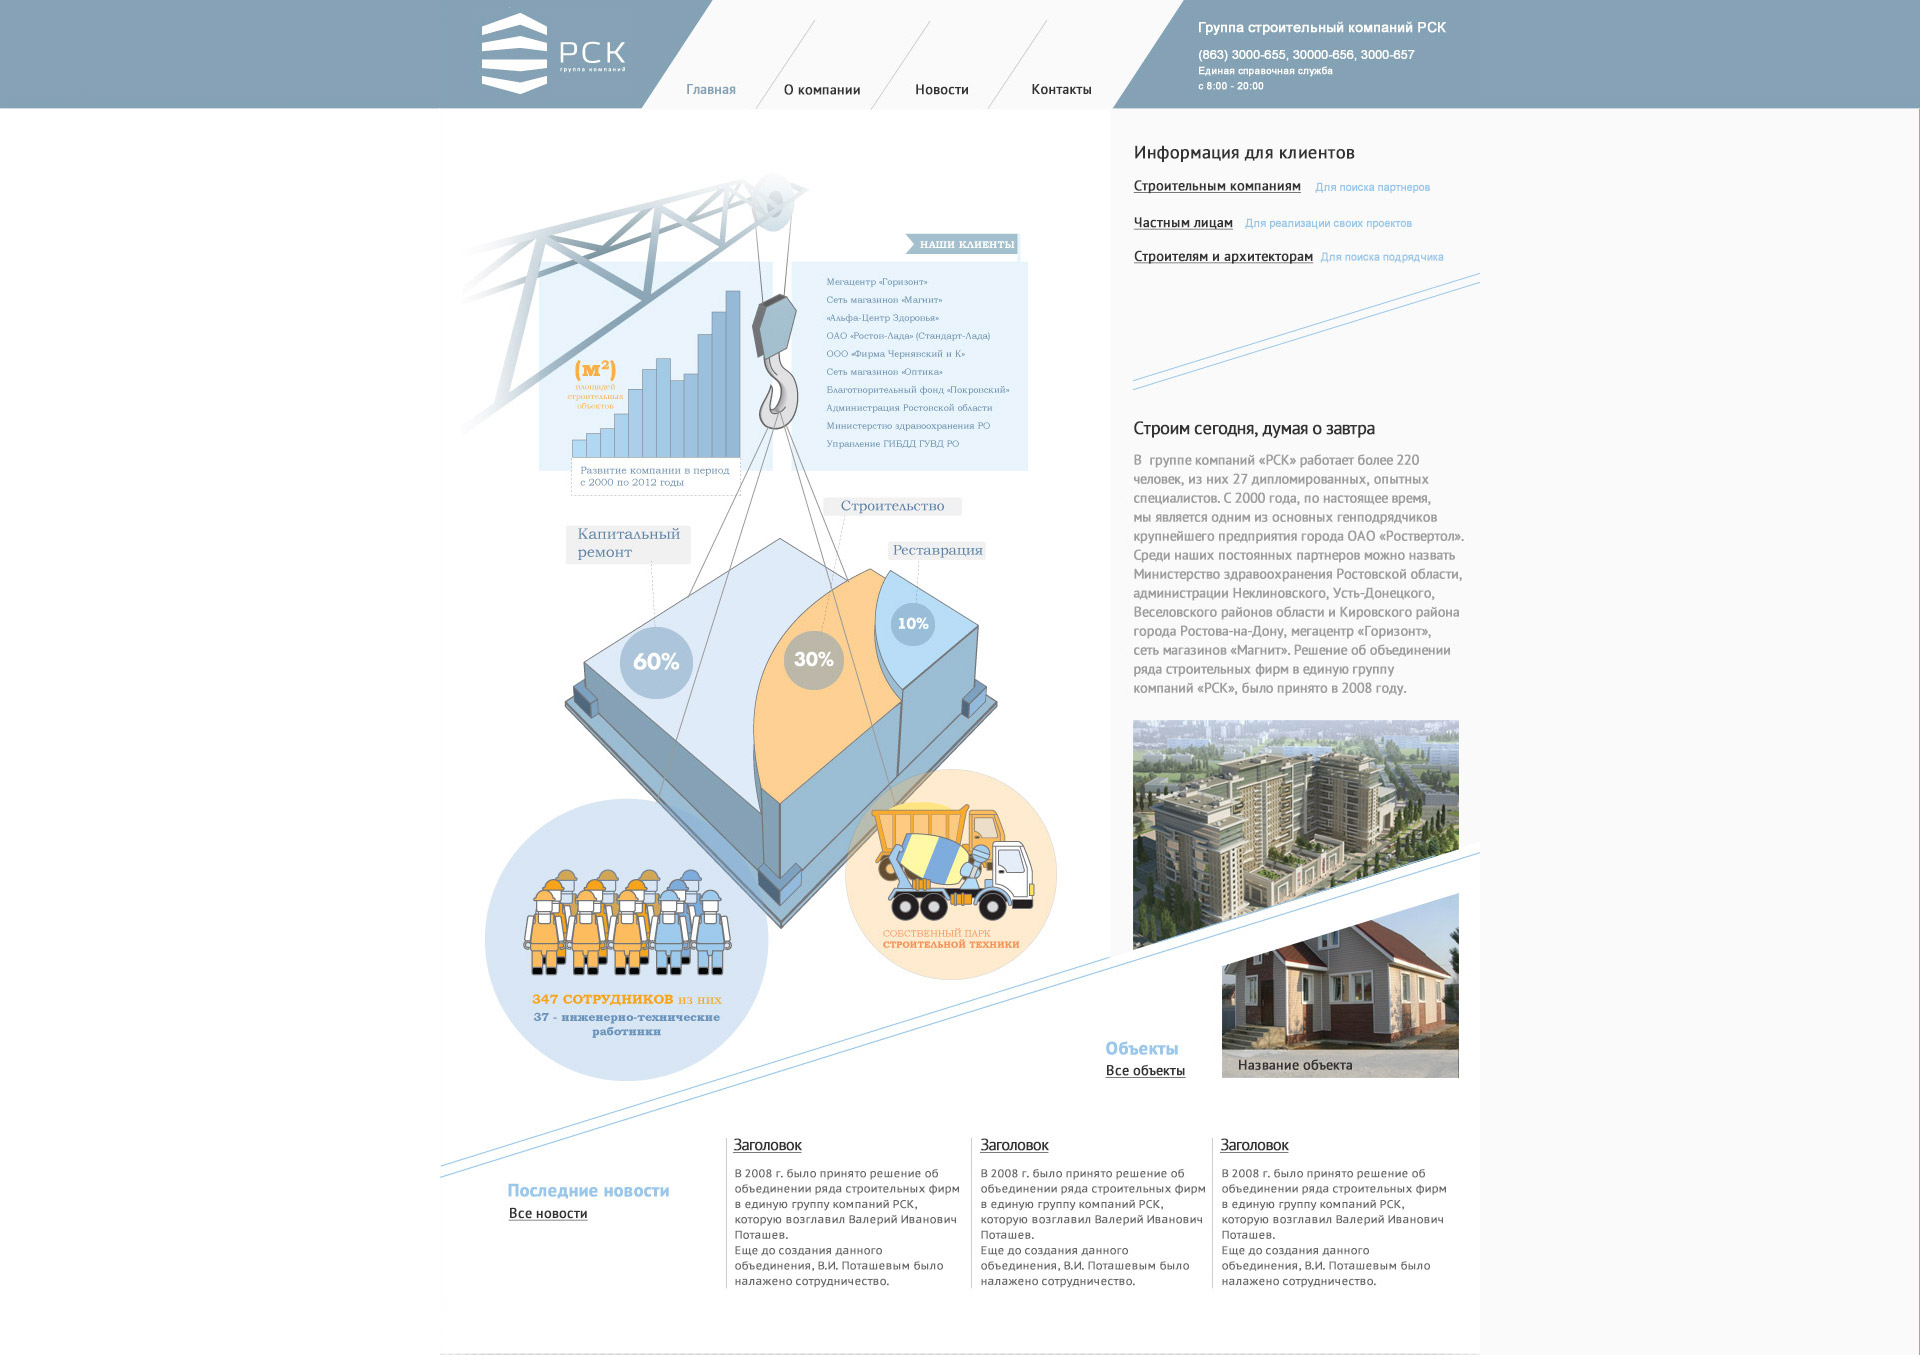 РСК
группа компаний
Главная
О компании
Новости
Контакты
Группа строительный компаний РСК
(863) 3000-655, 30000-656, 3000-657
Единая справочная служба
с 8:00 - 20:00
НАШИ КЛИЕНТЫ
Мегацентр «Горизонт»
Сеть магазинов «Магнит»
«Альфа-Центр Здоровья»
ОАО «Ростов-Лада» (Стандарт-Лада)
ООО «Фирма Чернявский и К»
Сеть магазинов «Оптика»
Благотворительный фонд «Покровский»
Администрация Ростовской области
Министерство здравоохранения РО
Управление ГИБДД ГУВД РО
(м²)
площадей
строительных
объектов
Развитие компании в период
с 2000 по 2012 годы
Капитальный
ремонт
Строительство
Реставрация
60%
30%
10%
347 СОТРУДНИКОВ из них
37 - инженерно-технические
работники
СОБСТВЕННЫЙ ПАРК
СТРОИТЕЛЬНОЙ ТЕХНИКИ
Информация для клиентов
Строительным компаниям Для поиска партнеров
Частным лицам Для реализации своих проектов
Строителям и архитекторам Для поиска подрядчика
Строим сегодня, думая о завтра
В группе компаний «РСК» работает более 220
человек, из них 27 дипломированных, опытных
специалистов. С 2000 года, по настоящее время,
мы является одним из основных генподрядчиков
крупнейшего предприятия города ОАО «Роствертол».
Среди наших постоянных партнеров можно назвать
Министерство здравоохранения Ростовской области,
администрации Неклиновского, Усть-Донецкого,
Веселовского районов области и Кировского района
города Ростова-на-Дону, мегацентр «Горизонт»,
сеть магазинов «Магнит». Решение об объединении
ряда строительных фирм в единую группу
компаний «РСК», было принято в 2008 году.
Объекты
Все объекты
Название объекта
Последние новости
Все новости
Заголовок
В 2008 г. было принято решение об
объединении ряда строительных фирм
в единую группу компаний РСК,
которую возглавил Валерий Иванович
Поташев.
Еще до создания данного
объединения, В.И. Поташевым было
налажено сотрудничество.
Заголовок
В 2008 г. было принято решение об
объединении ряда строительных фирм
в единую группу компаний РСК,
которую возглавил Валерий Иванович
Поташев.
Еще до создания данного
объединения, В.И. Поташевым было
налажено сотрудничество.
Заголовок
В 2008 г. было принято решение об
объединении ряда строительных фирм
в единую группу компаний РСК,
которую возглавил Валерий Иванович
Поташев.
Еще до создания данного
объединения, В.И. Поташевым было
налажено сотрудничество.